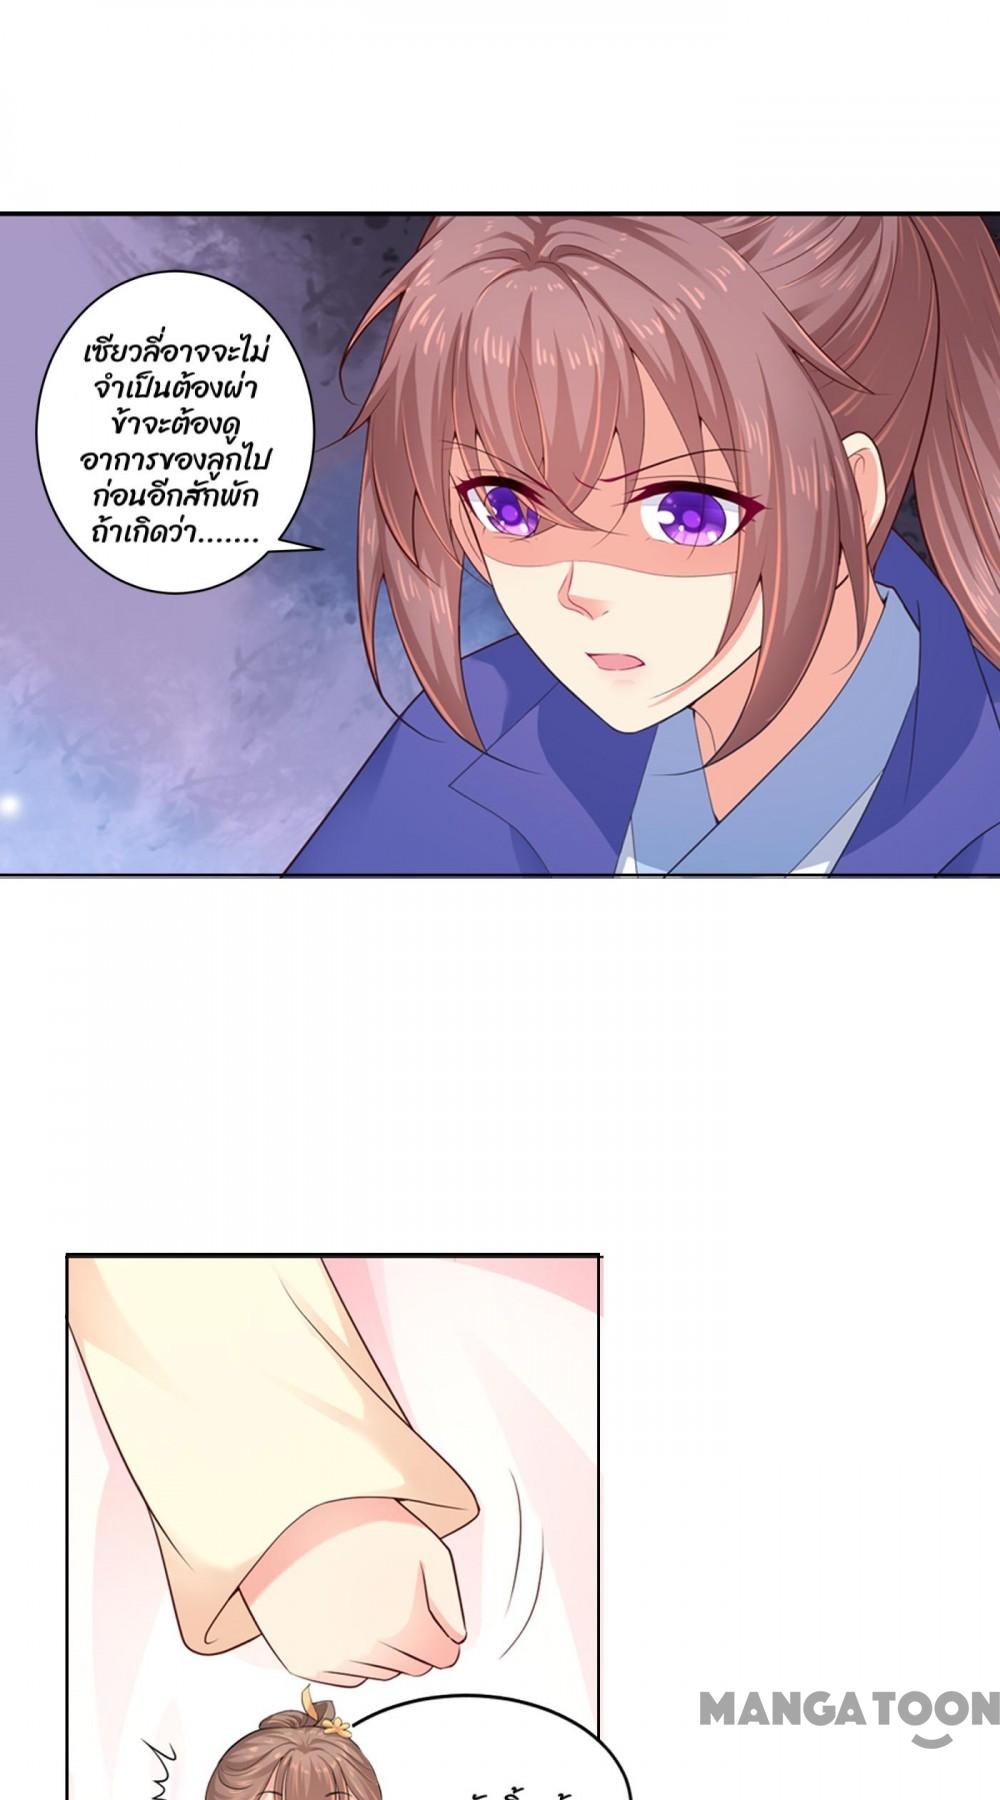 เซียวลี่อาจจะไม่
จำเป็นต้องผ่า
ข้าจะต้องดู
อาการของลูกไป
ก่อนอีกสักพัก
ถ้าเกิดว่า.......
MANGATOON